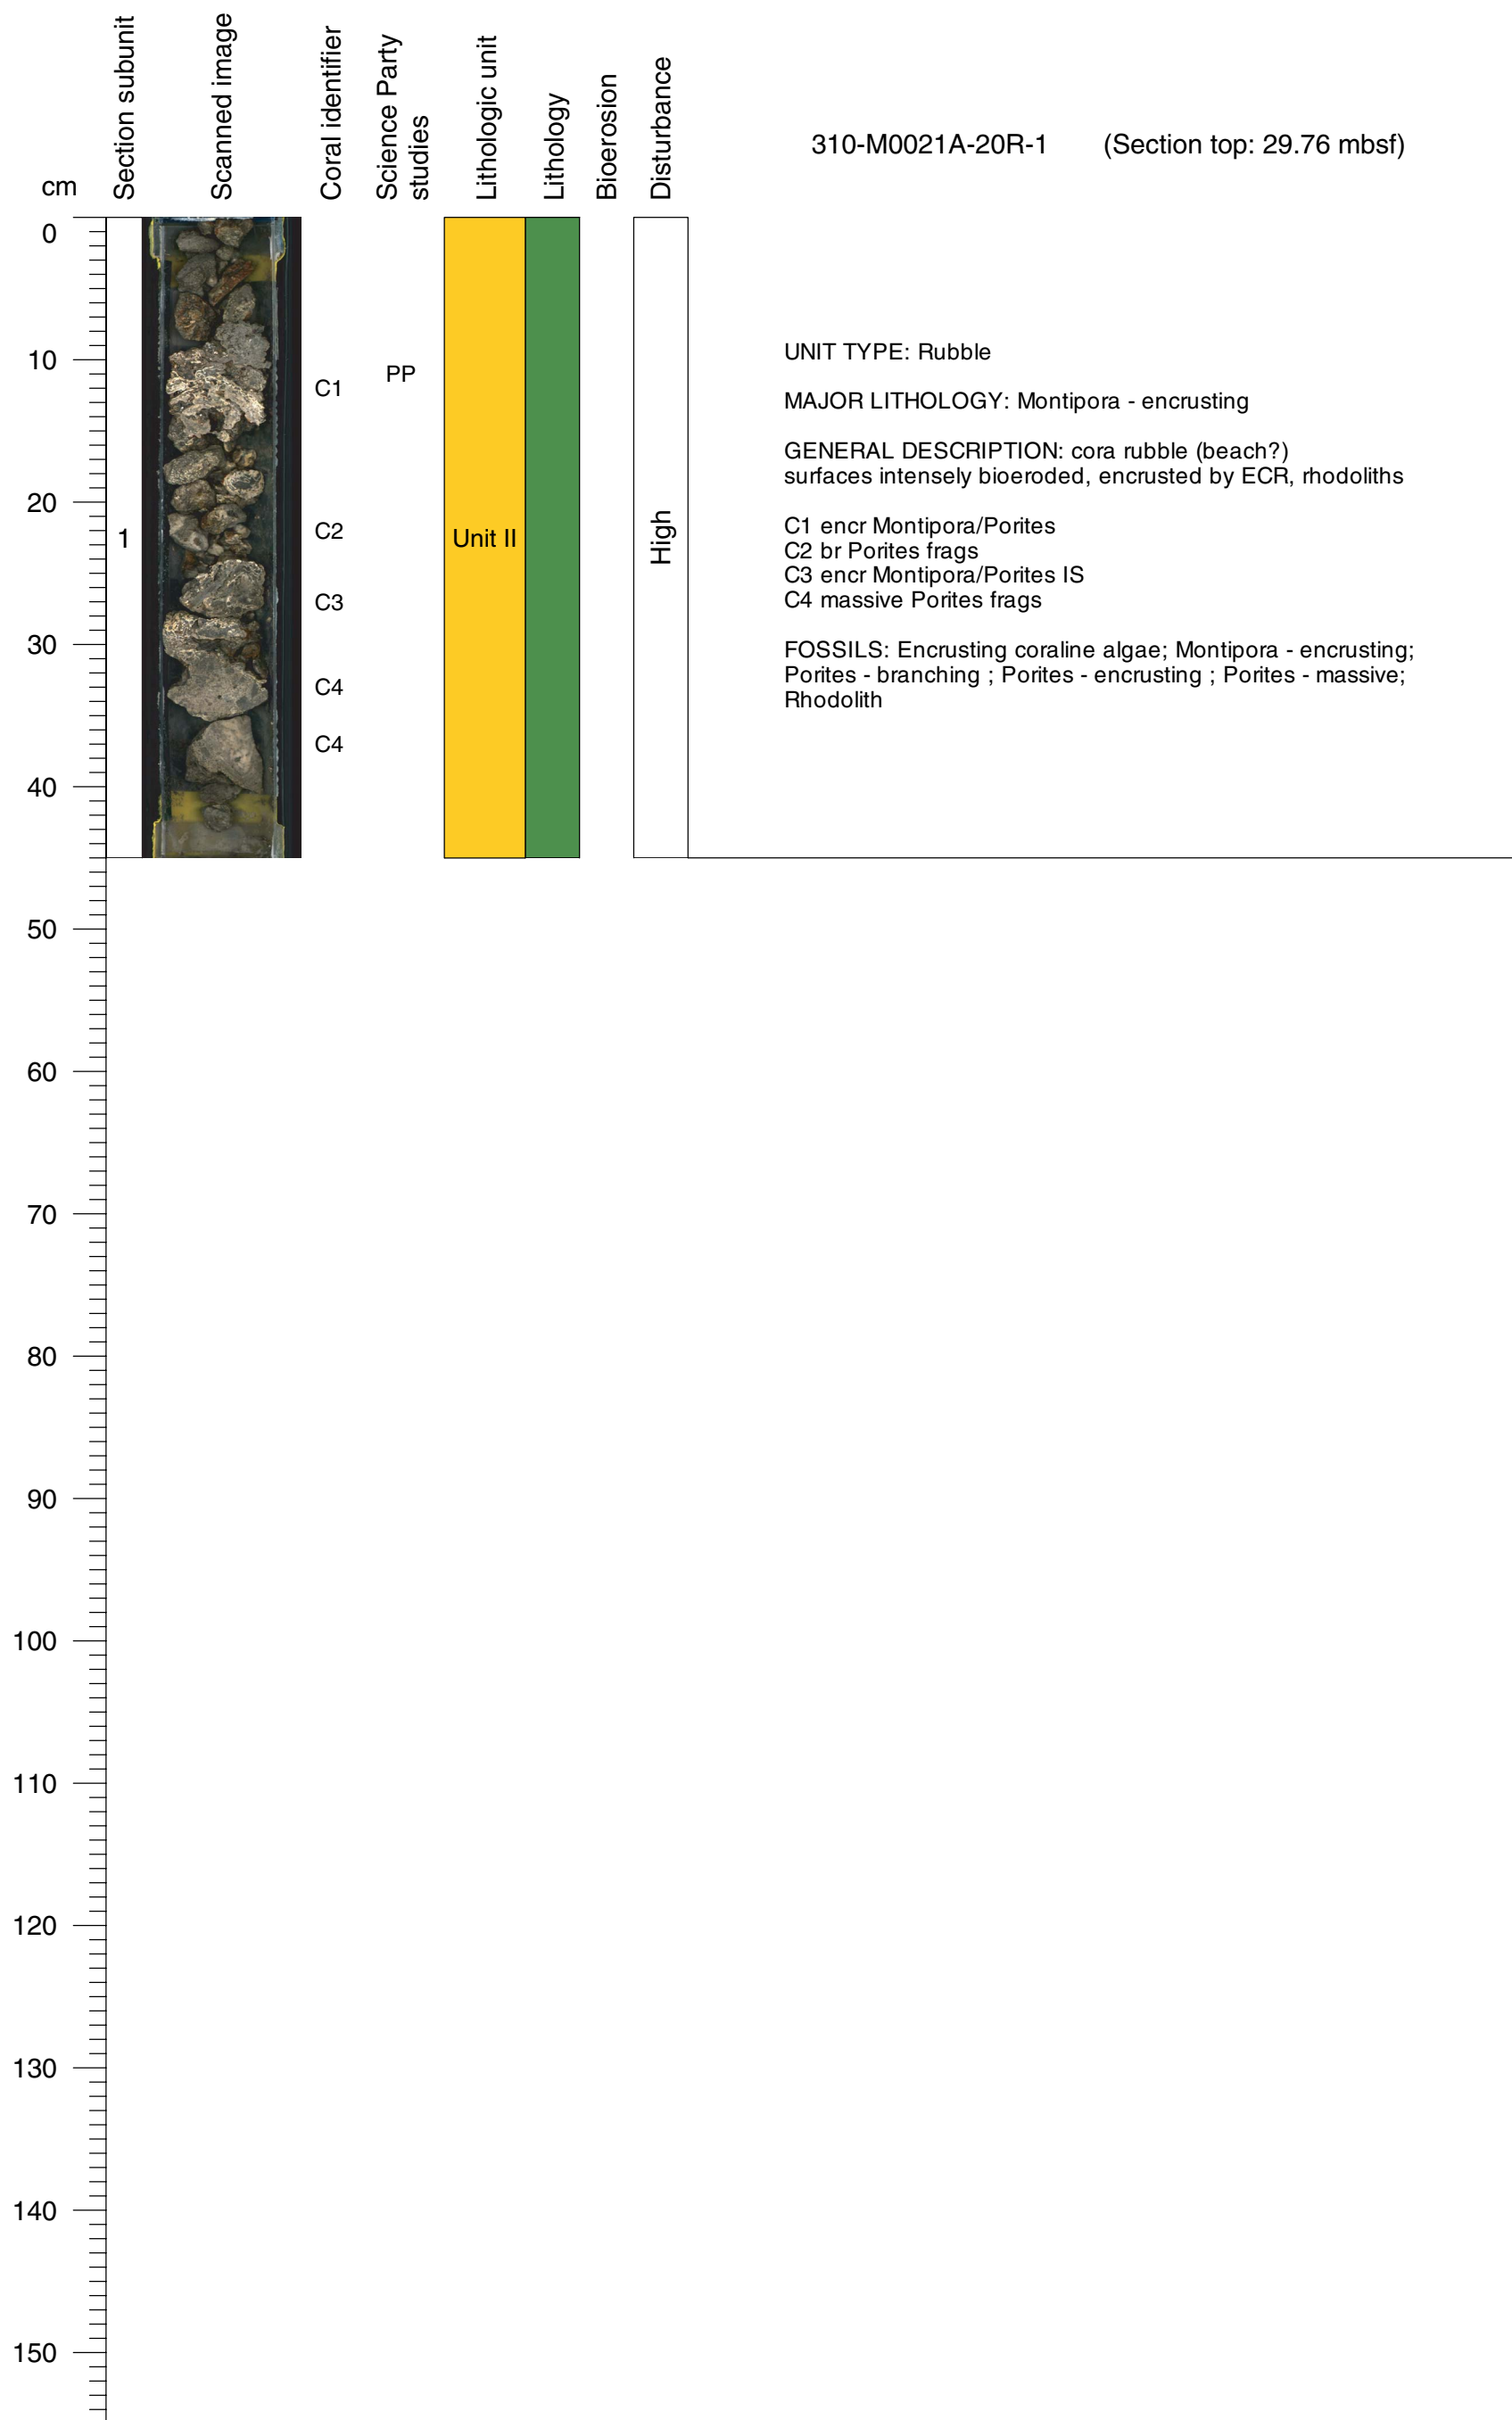 310-M0021A-20R-1 (Section top: 29.76 mbsf)
cm
Section subunit
Scanned image
Coral identifier
Science Party
studies
Lithologic unit
Lithology
Bioerosion
Disturbance
0
10
20
30
40
50
60
70
80
90
100
110
120
130
140
150
1
C1
C2
C3
C4
C4
PP
Unit II
High
UNIT TYPE: Rubble
MAJOR LITHOLOGY: Montipora - encrusting
GENERAL DESCRIPTION: cora rubble (beach?)
surfaces intensely bioeroded, encrusted by ECR, rhodoliths
C1 encr Montipora/Porites
C2 br Porites frags
C3 encr Montipora/Porites IS
C4 massive Porites frags
FOSSILS: Encrusting coraline algae; Montipora - encrusting;
Porites - branching ; Porites - encrusting ; Porites - massive;
Rhodolith